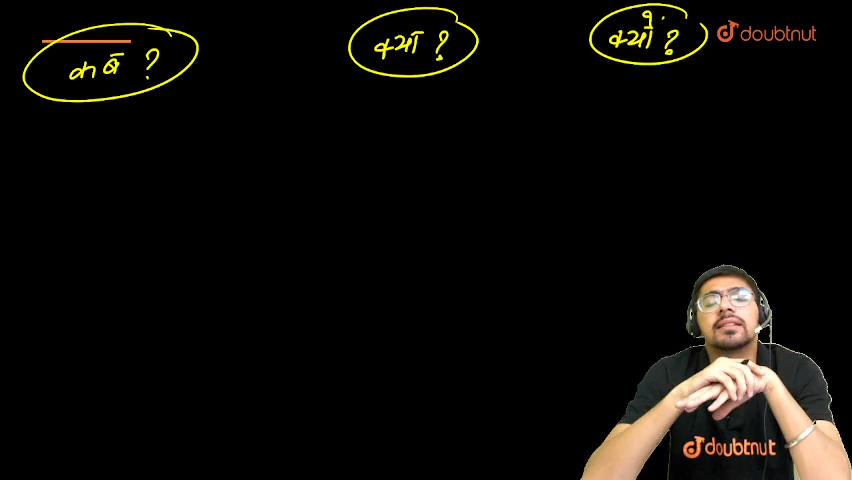 कब ?
क्या ?
क्यों ?
doubtnut
doubtnut